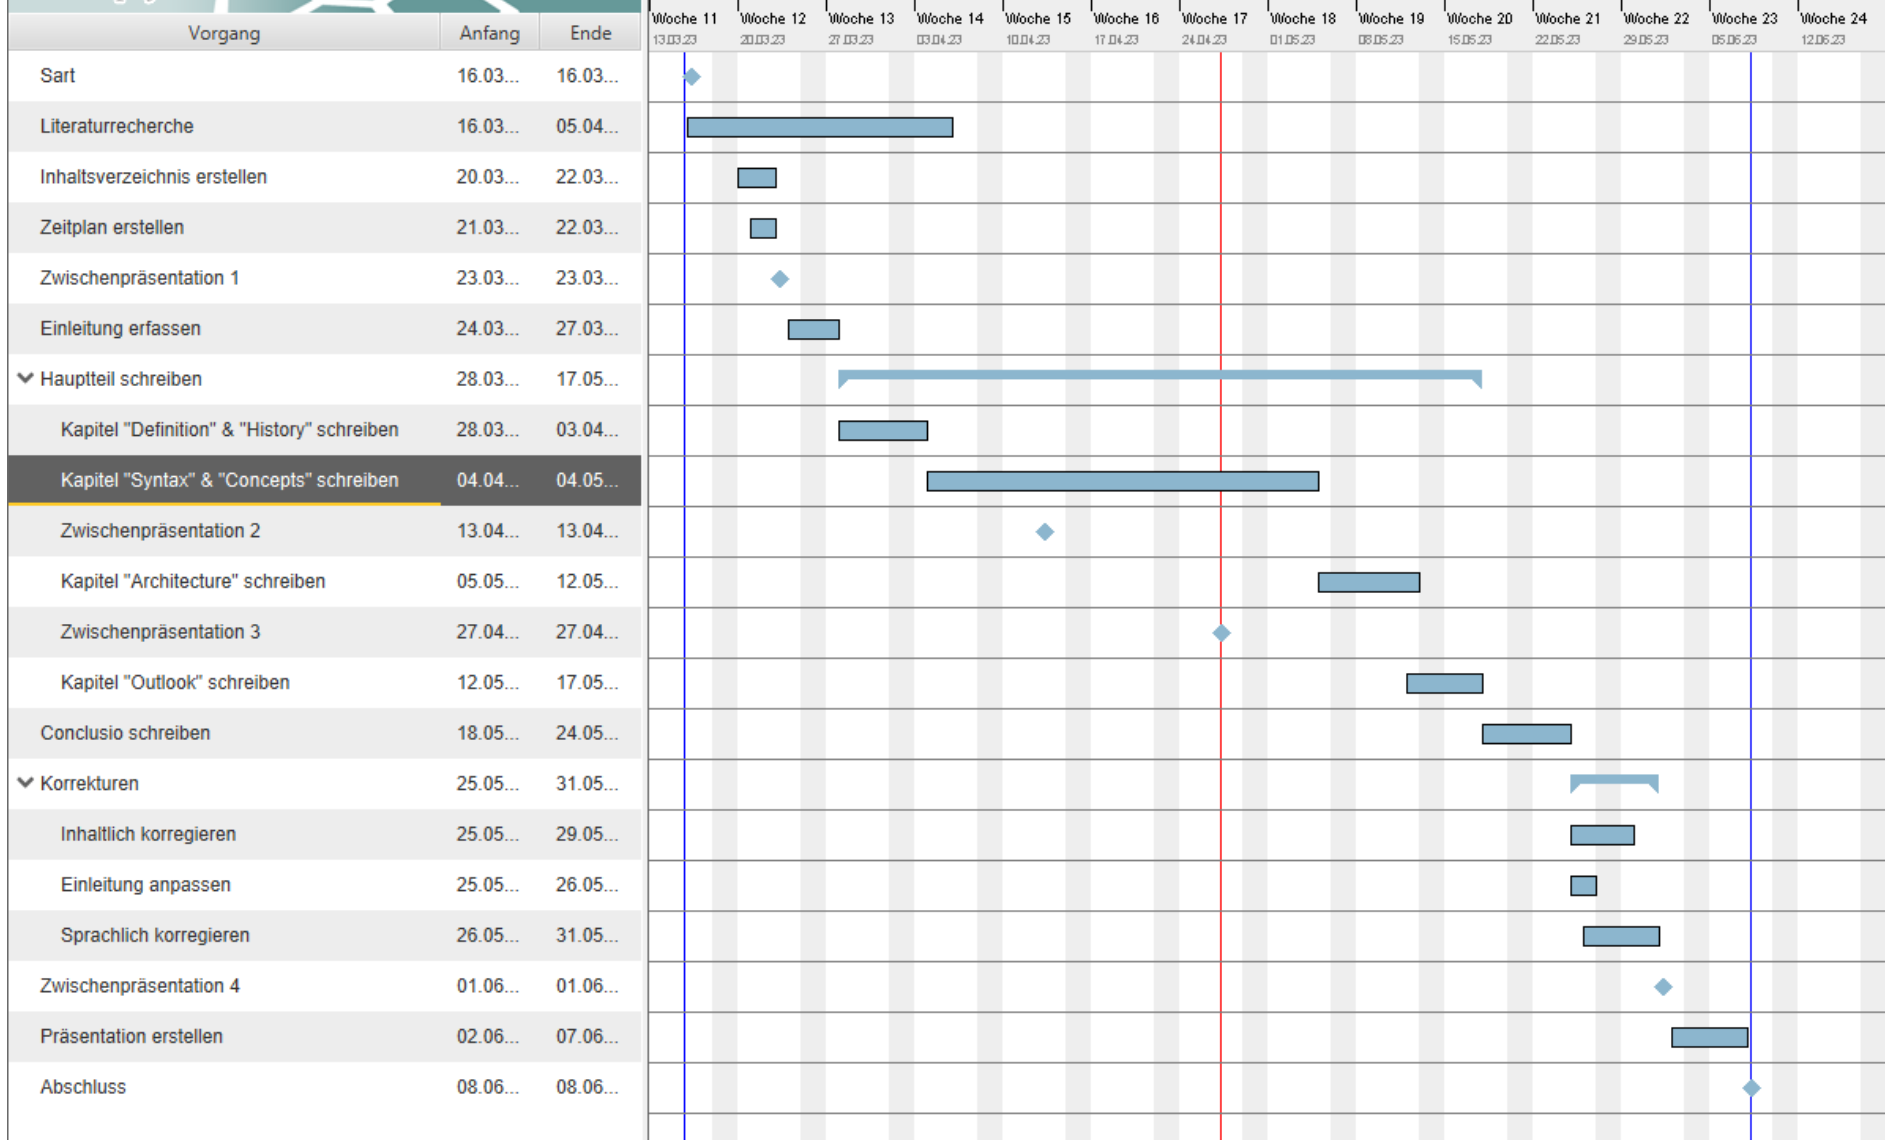 Woche 11 Woche 12 Woche 13 Woche 14 Woche 15 Woche 16 Woche 17 Woche 18 Woche 19 Woche 20 Woche 21 Woche 22 Woche 23 Woche 24
Vorgang Anfang Ende 13.03.23 20.03.23 27.03.23 03.04.23 10.04.23 17.04.23 24.04.23 01.05.23 08.05.23 15.05.23 22.05.23 29.05.23 05.06.23 12.06.23
Sart 16.03... 16.03...
Literaturrecherche 16.03... 05.04...
Inhaltsverzeichnis erstellen 20.03... 22.03...
Zeitplan erstellen 21.03... 22.03...
Zwischenpräsentation 1 23.03... 23.03...
Einleitung erfassen 24.03... 27.03...
Hauptteil schreiben 28.03... 17.05...
Kapitel "Definition" & "History" schreiben 28.03... 03.04...
Kapitel "Syntax" & "Concepts" schreiben 04.04... 04.05...
Zwischenpräsentation 2 13.04... 13.04...
Kapitel "Architecture" schreiben 05.05... 12.05...
Zwischenpräsentation 3 27.04... 27.04...
Kapitel "Outlook" schreiben 12.05... 17.05...
Conclusio schreiben 18.05... 24.05...
Korrekturen 25.05... 31.05...
Inhaltlich korregieren 25.05... 29.05...
Einleitung anpassen 25.05... 26.05...
Sprachlich korregieren 26.05... 31.05...
Zwischenpräsentation 4 01.06... 01.06...
Präsentation erstellen 02.06... 07.06...
Abschluss 08.06... 08.06...